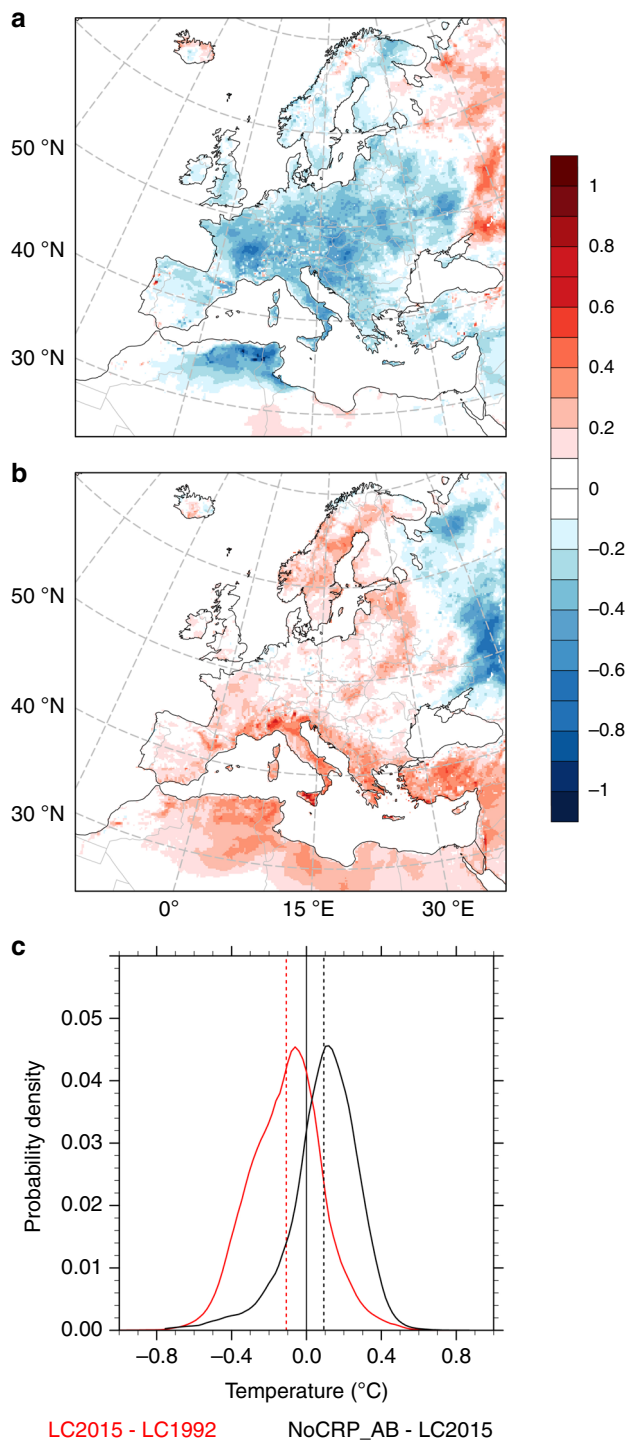 a
50 °N
40 °N
30 °N
1
0.8
0.6
0.4
0.2
0
–0.2
–0.4
–0.6
–0.8
–1
b
50 °N
40 °N
30 °N
0°
15 °E
30 °E
c
Probability density
0.05
0.04
0.03
0.02
0.01
0.00
–0.8
–0.4
0.0
0.4
0.8
Temperature (°C)
LC2015 - LC1992
NoCRP_AB - LC2015